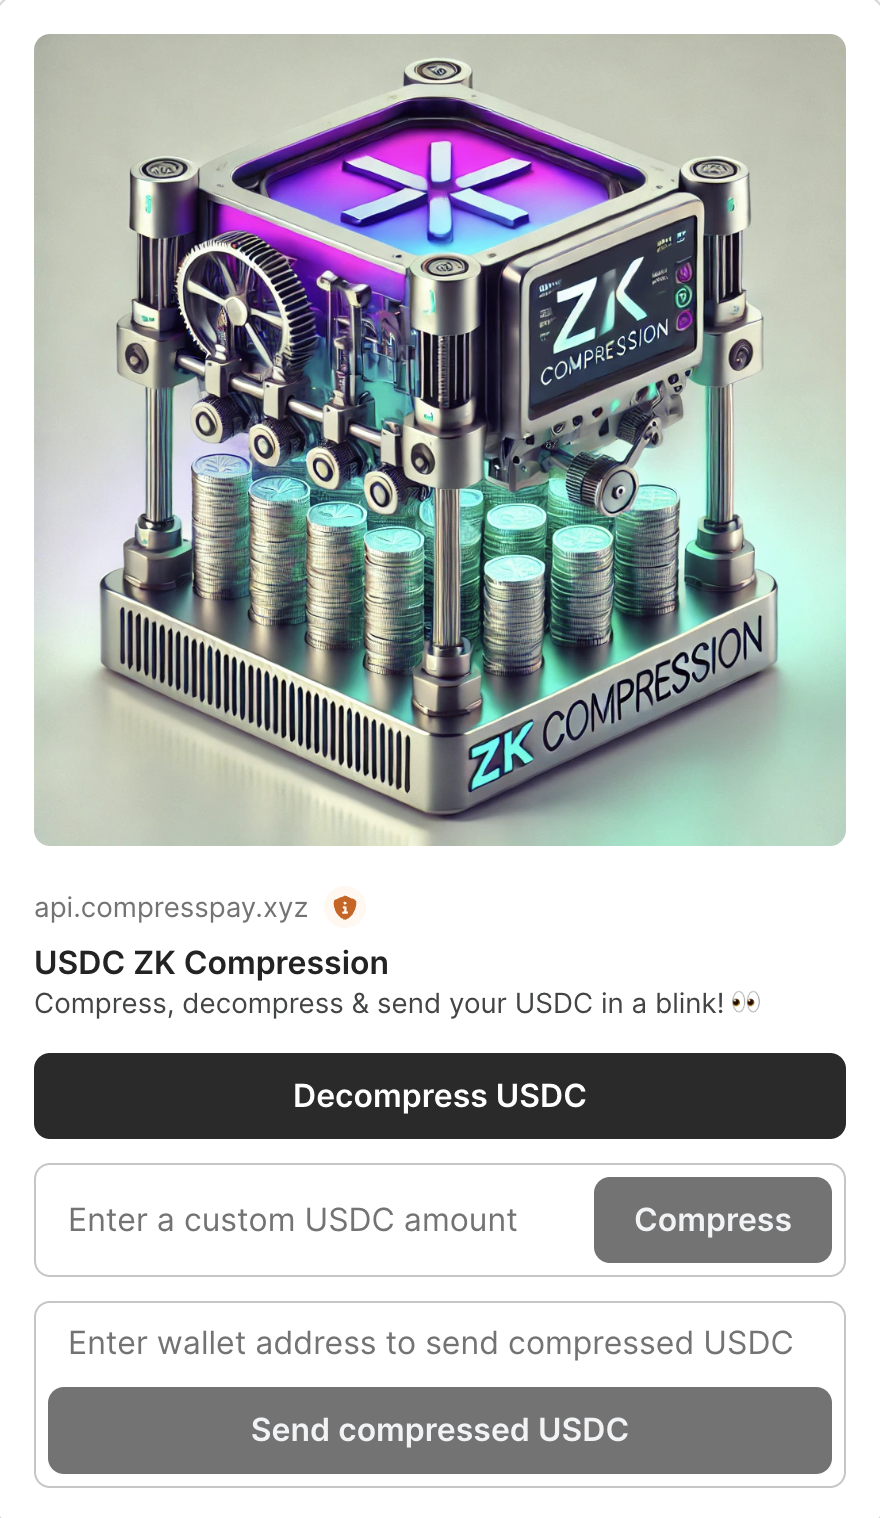 ZK
COMPRESSION
ZK COMPRESSION
api.compresspay.xyz
USDC ZK Compression
Compress, decompress & send your USDC in a blink! 👀
Decompress USDC
Enter a custom USDC amount
Compress
Enter wallet address to send compressed USDC
Send compressed USDC